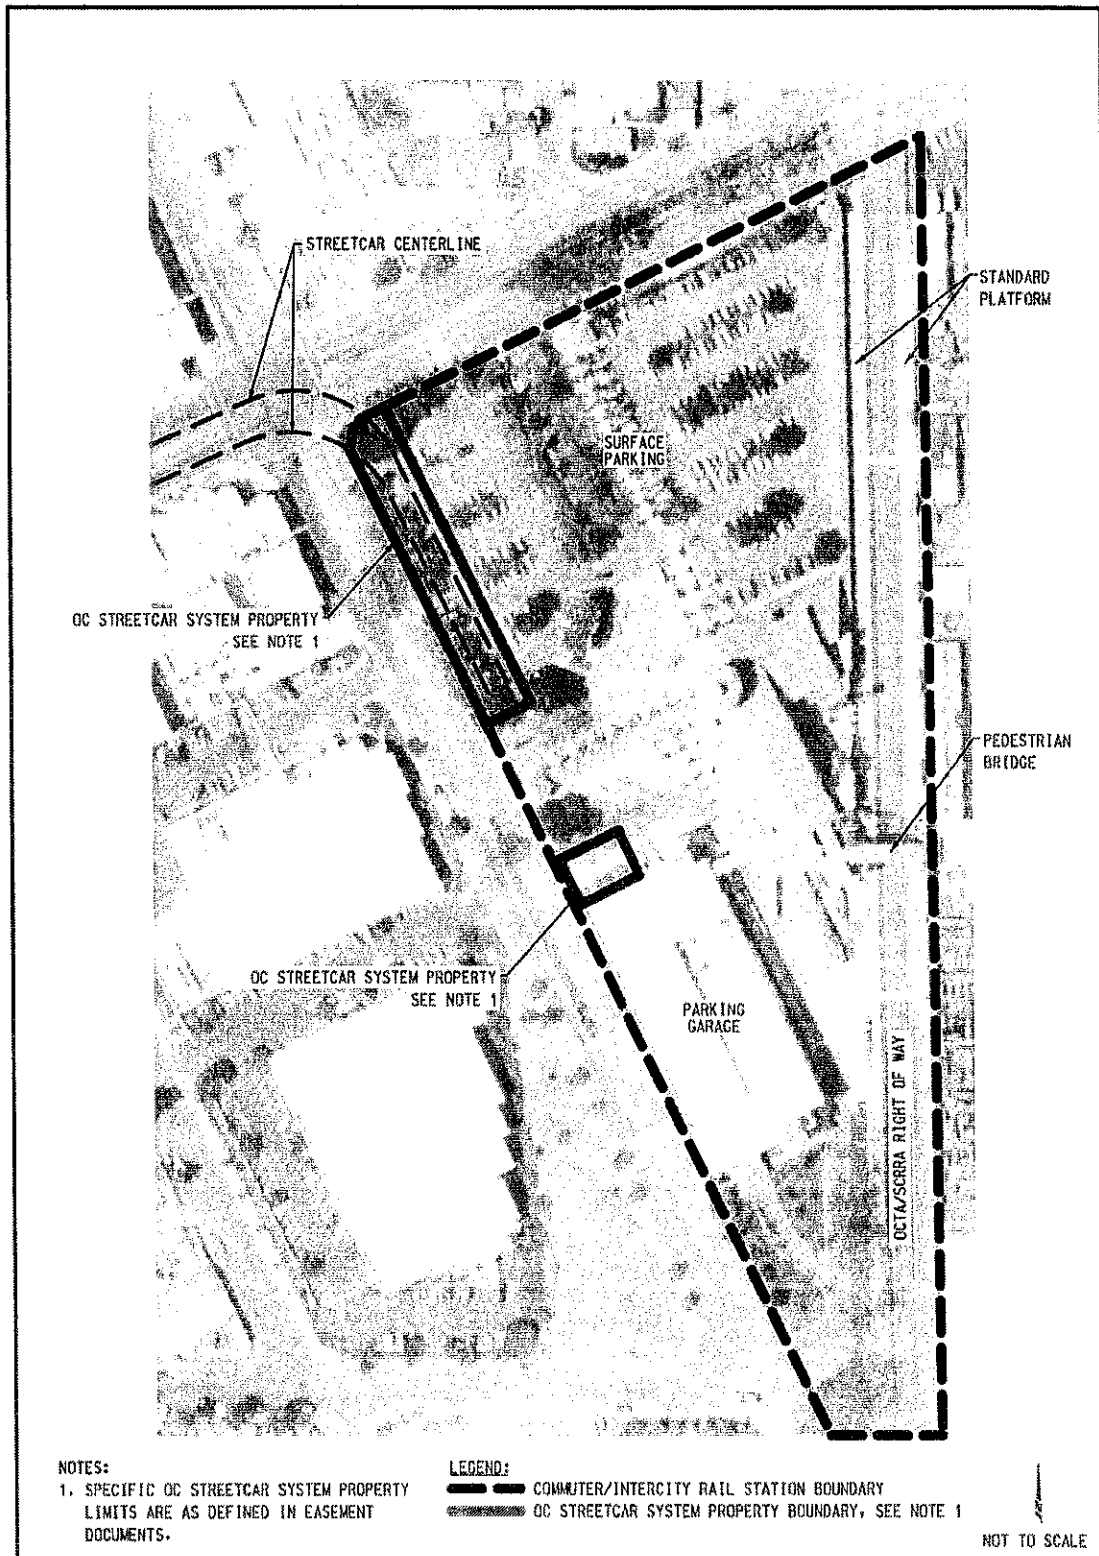 STREETCAR CENTERLINE
STANDARD
PLATFORM
SURFACE
PARKING
OC STREETCAR SYSTEM PROPERTY
SEE NOTE 1
PEDESTRIAN
BRIDGE
OC STREETCAR SYSTEM PROPERTY
SEE NOTE 1
PARKING
GARAGE
OCTA/SCRRA RIGHT OF WAY
NOTES:
1. SPECIFIC OC STREETCAR SYSTEM PROPERTY
LIMITS ARE AS DEFINED IN EASEMENT
DOCUMENTS.
LEGEND:
COMMUTER/INTERCITY RAIL STATION BOUNDARY
OC STREETCAR SYSTEM PROPERTY BOUNDARY, SEE NOTE 1
NOT TO SCALE